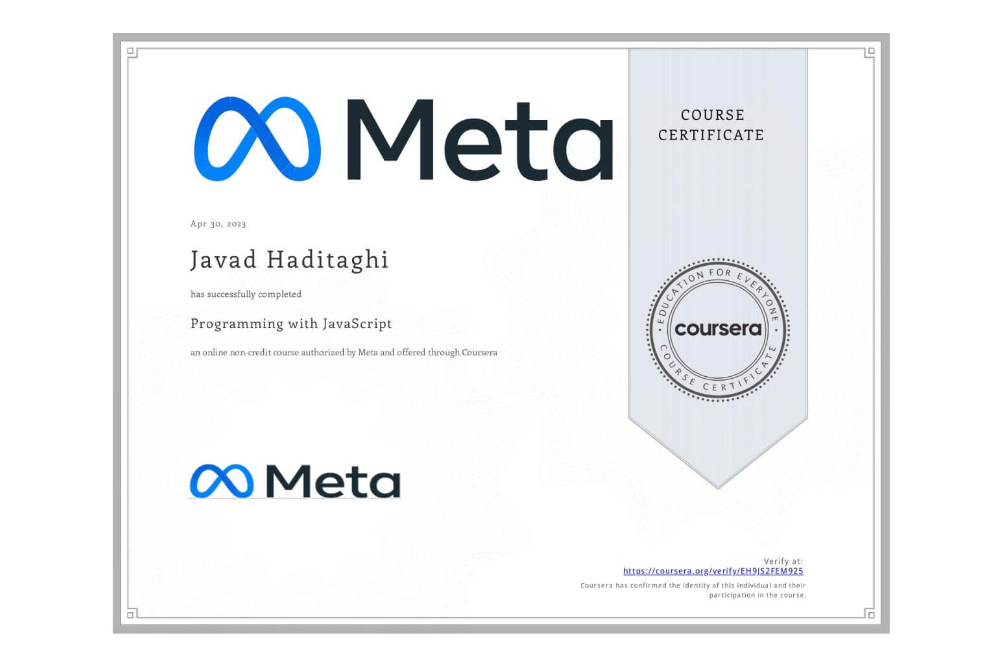 Meta
COURSE
CERTIFICATE
Apr 30, 2023
Javad Haditaghi
has successfully completed
Programming with JavaScript
an online non-credit course authorized by Meta and offered through Coursera
EDUCATION FOR EVERYONE
coursera
COURSE CERTIFICATE
Meta
Verify at:
https://coursera.org/verify/EH9JS2FEM925
Coursera has confirmed the identity of this individual and their
participation in the course.